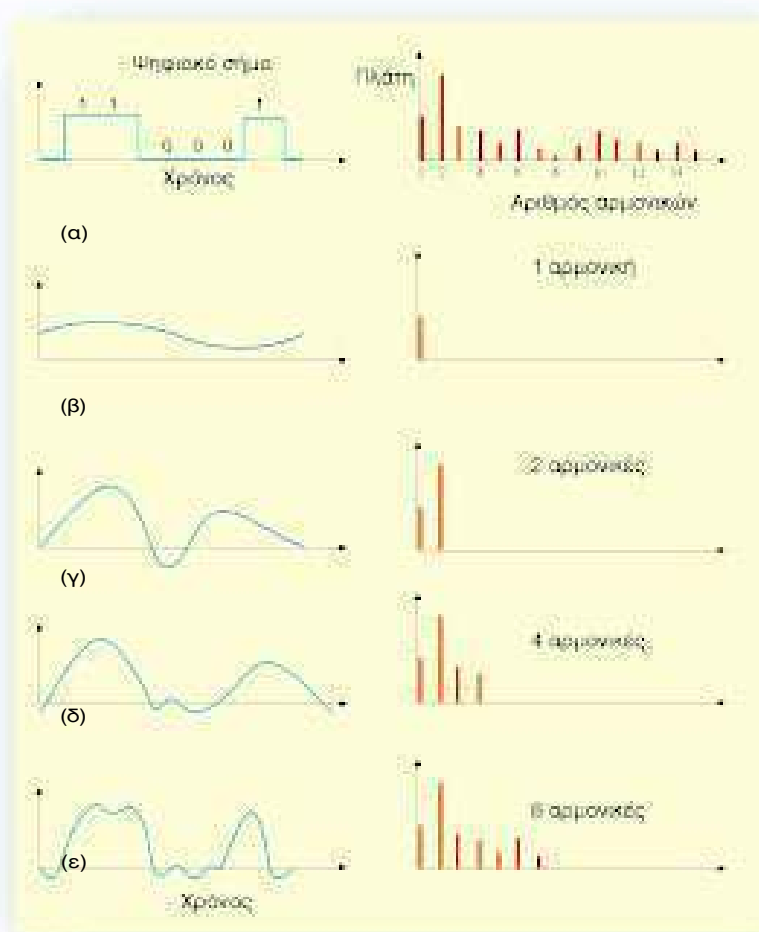 Ψηφιακό σήμα
Πλάτη
1 1 1
0 0 0
Χρόνος
Αριθμός αρμονικών
(α)
1 αρμονική
(β)
2 αρμονικές
(γ)
4 αρμονικές
(δ)
8 αρμονικές
(ε)
Χρόνος